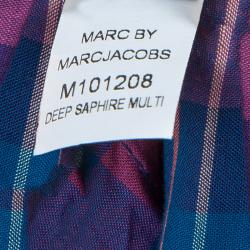 MARC BY
MARCJACOBS
M101208
DEEP SAPHIRE MULTI